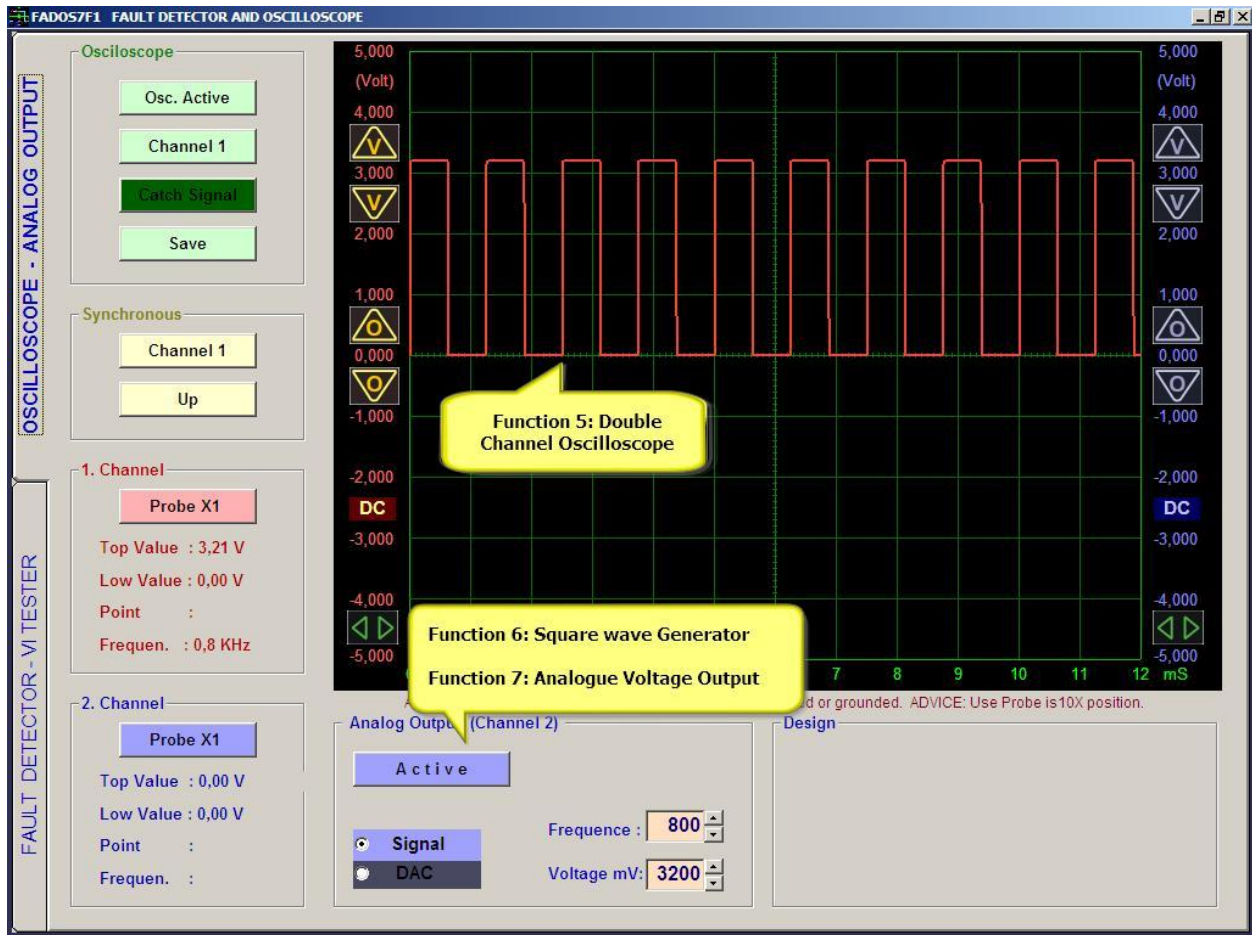 FADOS7F1 FAULT DETECTOR AND OSCILLOSCOPE
OSCILLOSCOPE - ANALOG OUTPUT
FAULT DETECTOR - VI TESTER
Osciloscope
Osc. Active
Channel 1
Catch Signal
Save
Synchronous
Channel 1
Up
1. Channel
Probe X1
Top Value : 3,21 V
Low Value : 0,00 V
Point :
Frequen. : 0,8 KHz
2. Channel
Probe X1
Top Value : 0,00 V
Low Value : 0,00 V
Point :
Frequen. :
5,000
(Volt)
4,000
V
3,000
V
2,000
1,000
O
0,000
O
-1,000
-2,000
DC
-3,000
-4,000
-5,000
Function 5: Double
Channel Oscilloscope
Function 6: Square wave Generator
Function 7: Analogue Voltage Output
5,000
(Volt)
4,000
V
3,000
V
2,000
1,000
O
0,000
O
-1,000
-2,000
DC
-3,000
-4,000
-5,000
7 8 9 10 11 12 mS
or grounded. ADVICE: Use Probe is10X position.
Analog Output (Channel 2)
Active
Signal
DAC
Frequence : 800
Voltage mV: 3200
Design